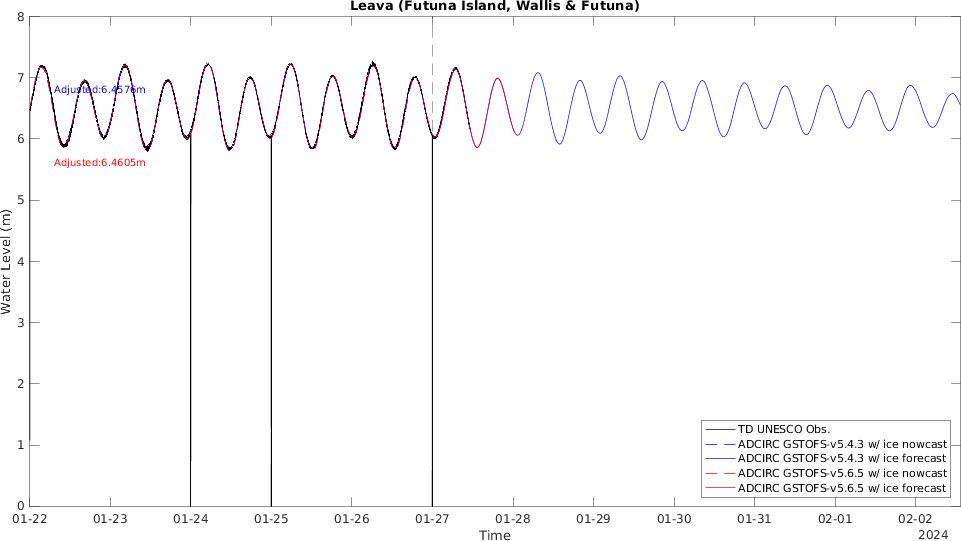 Leava (Futuna Island, Wallis & Futuna)
8
7
6
5
4
3
2
1
0
Water Level (m)
Adjusted:6.4576m
Adjusted:6.4605m
TD UNESCO Obs.
ADCIRC GSTOFS-v5.4.3 w/ ice nowcast
ADCIRC GSTOFS-v5.4.3 w/ ice forecast
ADCIRC GSTOFS-v5.6.5 w/ ice nowcast
ADCIRC GSTOFS-v5.6.5 w/ ice forecast
01-22 01-23 01-24 01-25 01-26 01-27 01-28 01-29 01-30 01-31 02-01 02-02
Time
2024